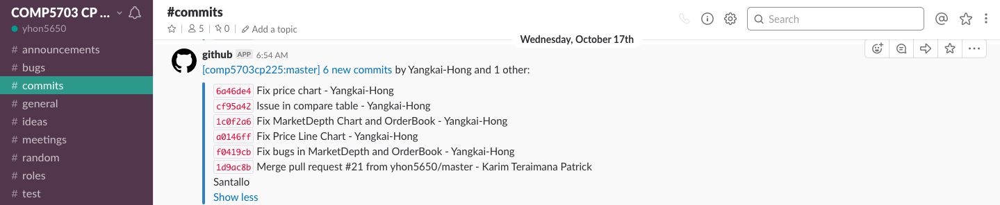 COMP5703 CP ...
yhon5650
# announcements
# bugs
# commits
# general
# ideas
# meetings
# random
# roles
# test
#commits
5
0
Add a topic
Search
Wednesday, October 17th
github APP 6:54 AM
[comp5703cp225:master] 6 new commits by Yangkai-Hong and 1 other:
6a46de4 Fix price chart - Yangkai-Hong
cf95a42 Issue in compare table - Yangkai-Hong
1c0f2a6 Fix MarketDepth Chart and OrderBook - Yangkai-Hong
a0146ff Fix Price Line Chart - Yangkai-Hong
f0419cb Fix bugs in MarketDepth and OrderBook - Yangkai-Hong
1d9ac8b Merge pull request #21 from yhon5650/master - Karim Teraimana Patrick
Santallo
Show less